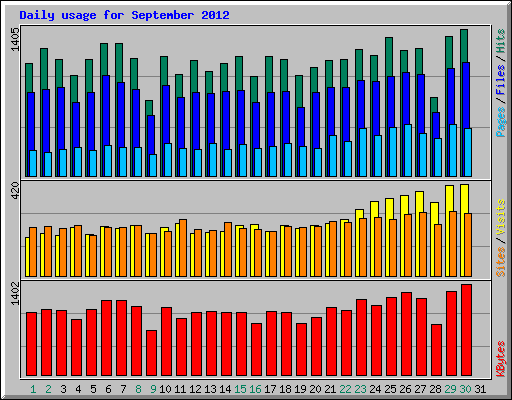 Daily usage for September 2012
1405
Pages / Files / Hits
420
Sites / Visits
1402
KBytes
1 2 3 4 5 6 7 8 9 10 11 12 13 14 15 16 17 18 19 20 21 22 23 24 25 26 27 28 29 30 31